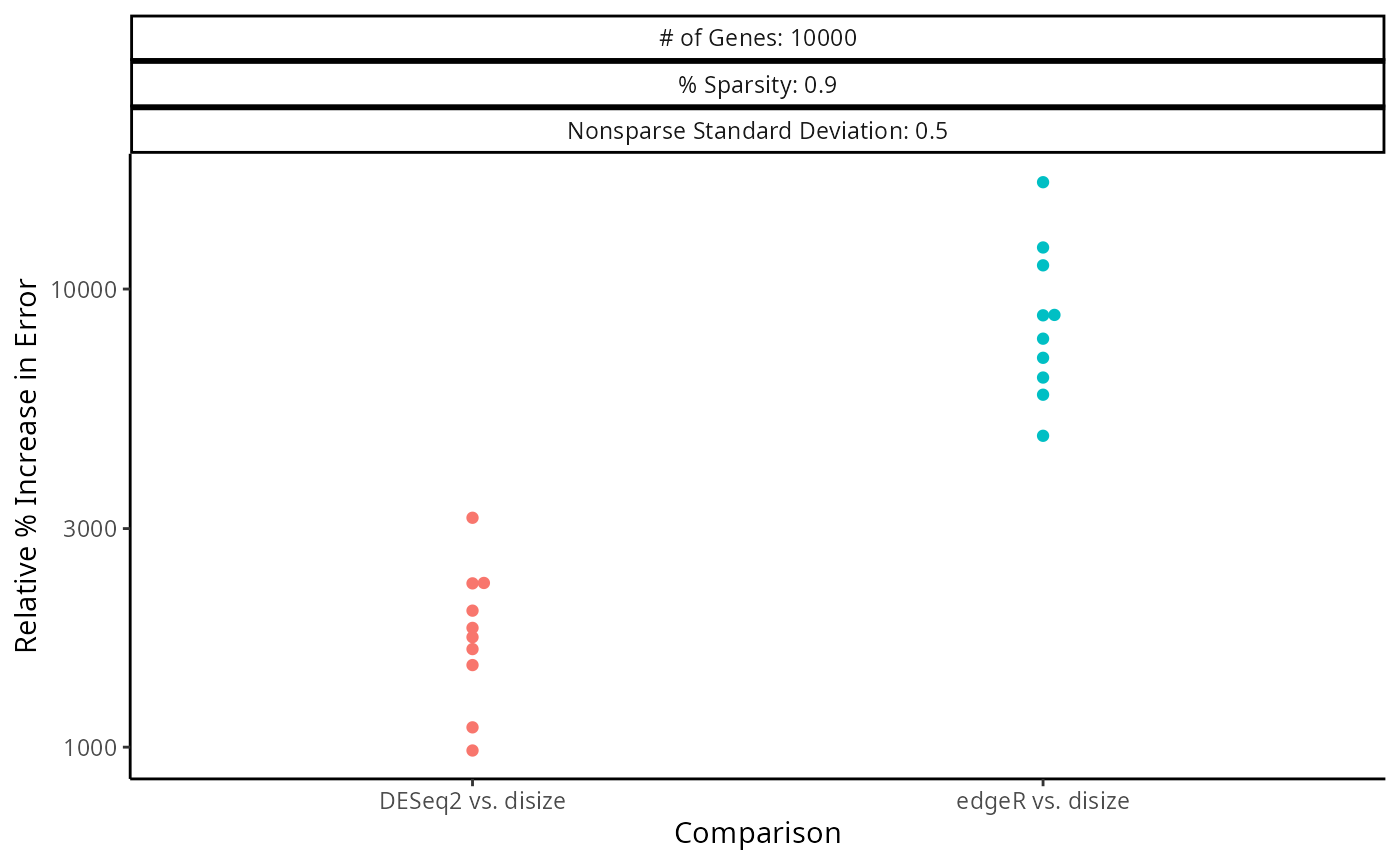 # of Genes: 10000
% Sparsity: 0.9
Nonsparse Standard Deviation: 0.5
Relative % Increase in Error
10000
3000
1000
DESeq2 vs. disize
edgeR vs. disize
Comparison